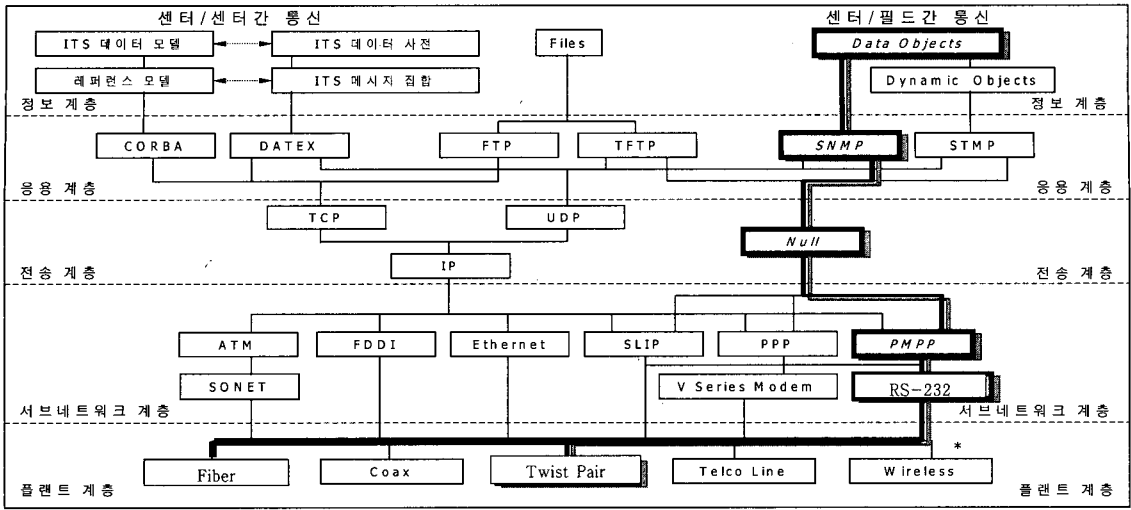 센터/센터간 통신
센터/필드간 통신
ITS 데이터 모델
ITS 데이터 사전
Files
Data Objects
레퍼런스 모델
ITS 메시지 집합
Dynamic Objects
정보 계층
정보 계층
CORBA
DATEX
FTP
TFTP
SNMP
STMP
응용 계층
응용 계층
TCP
UDP
Null
IP
전송 계층
전송 계층
ATM
FDDI
Ethernet
SLIP
PPP
PMPP
SONET
V Series Modem
RS-232
서브네트워크 계층
서브네트워크 계층
*
Fiber
Coax
Twist Pair
Telco Line
Wireless
플랜트 계층
플랜트 계층